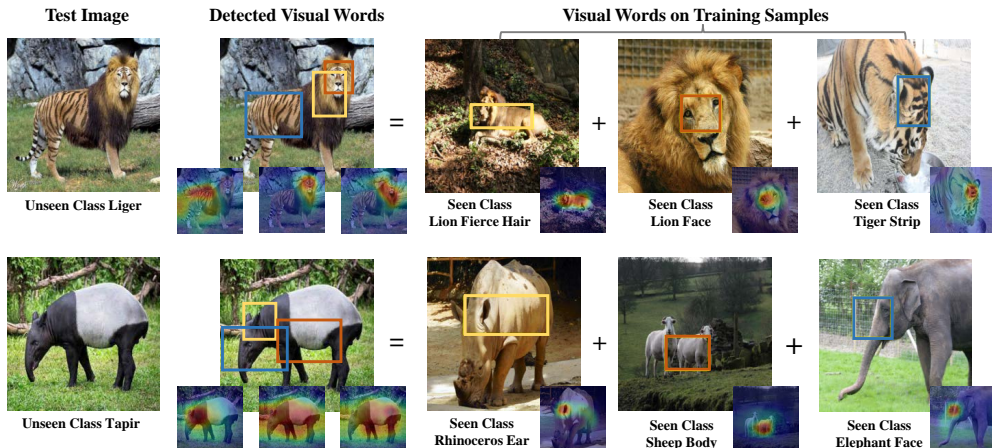 Test Image
Detected Visual Words
Visual Words on Training Samples
=
+
+
Unseen Class Liger
Seen Class
Lion Fierce Hair
Seen Class
Lion Face
Seen Class
Tiger Strip
=
+
+
Unseen Class Tapir
Seen Class
Rhinoceros Ear
Seen Class
Sheep Body
Seen Class
Elephant Face